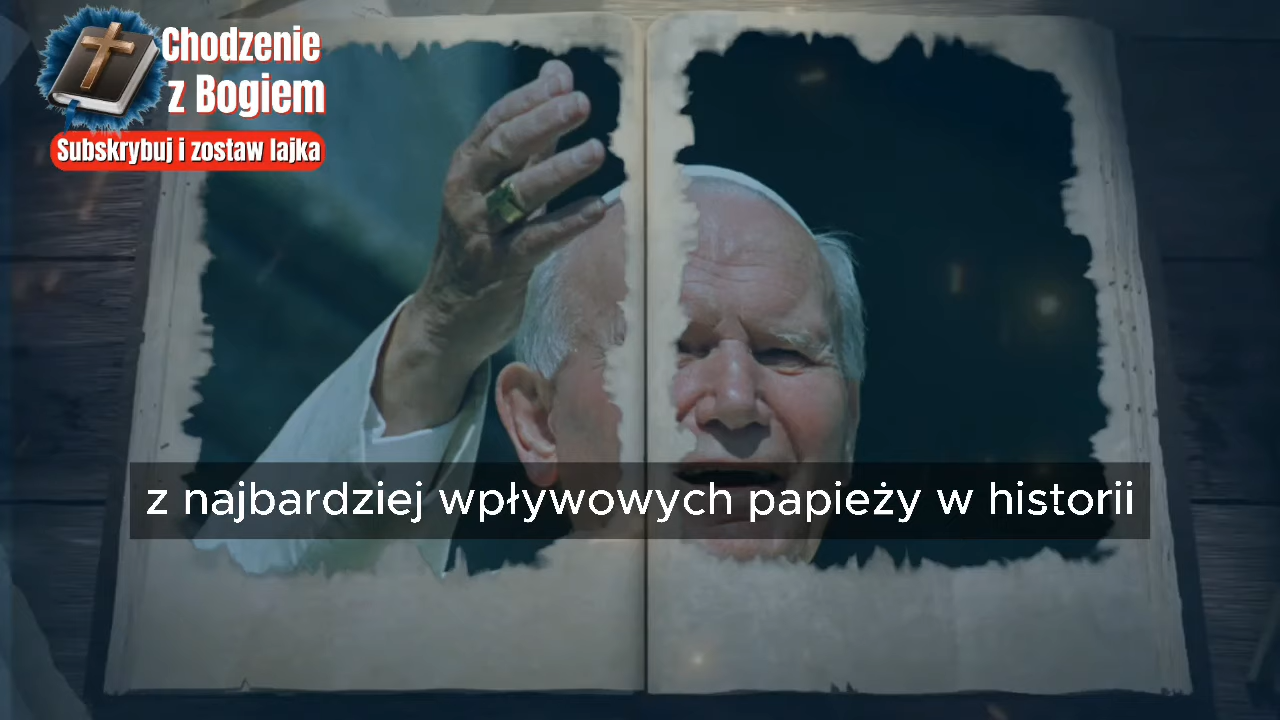 Chodzenie
z Bogiem
Subskrybuj i zostaw lajka
z najbardziej wpływowych papieży w historii